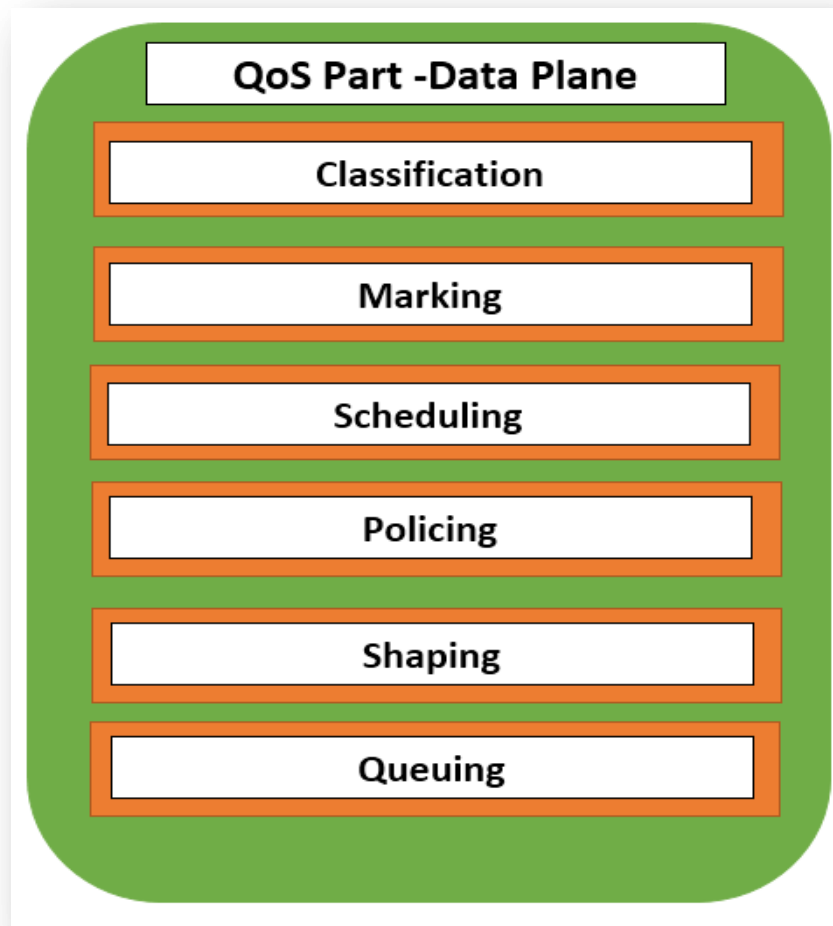 QoS Part -Data Plane
Classification
Marking
Scheduling
Policing
Shaping
Queuing